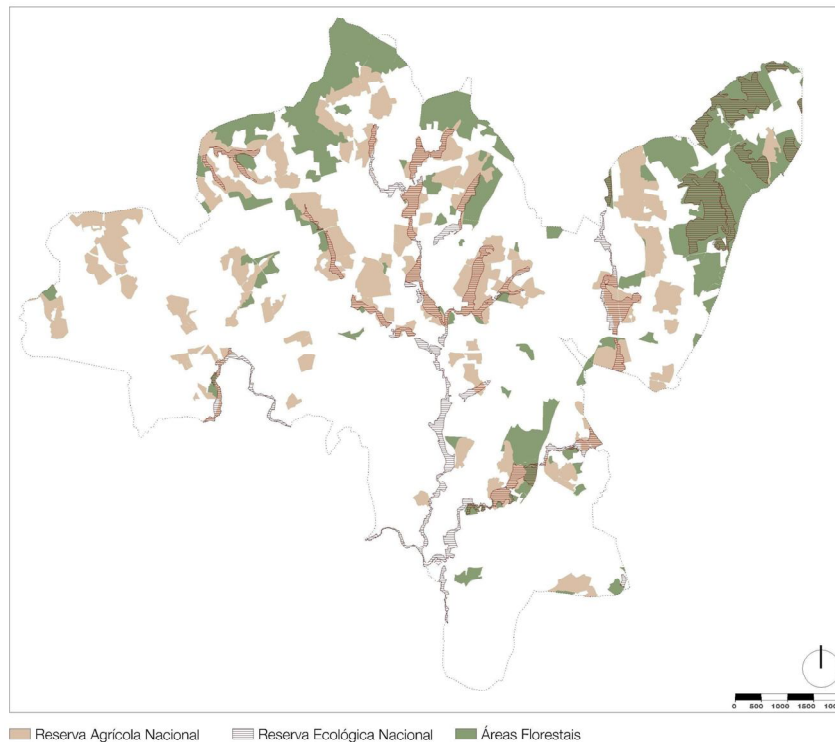 0 500 1000 1500
Reserva Agrícola Nacional Reserva Ecológica Nacional Áreas Florestais